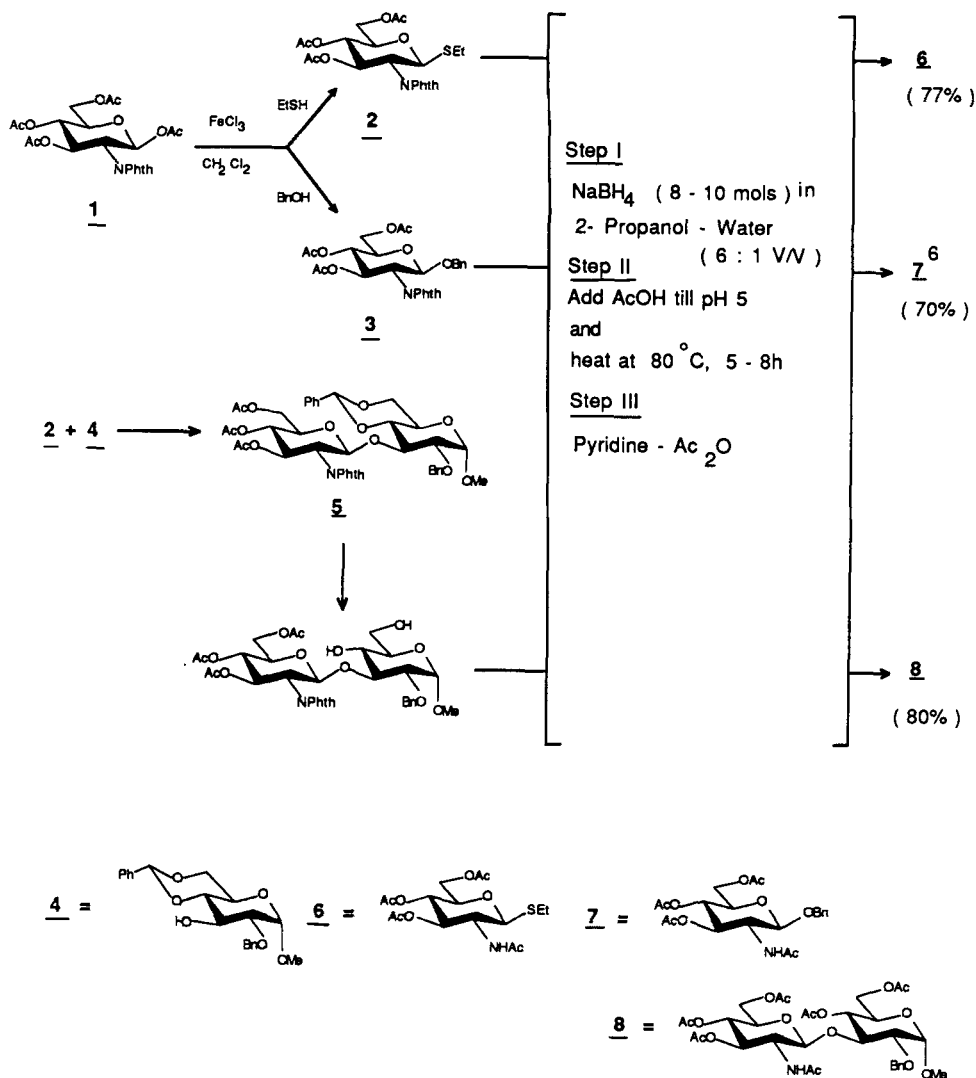 OAc
AcO
AcO
O
OAc
NPhth
1
FeCl3
CH2 Cl2
EtSH
BnOH
OAc
AcO
AcO
O
SEt
NPhth
2
OAc
AcO
AcO
O
OBn
NPhth
3
2 + 4
Ph
O
O
O
AcO
AcO
AcO
O
O
NPhth
BnO
OMe
5
OAc
AcO
AcO
O
O
NPhth
OH
HO
O
BnO
OMe
Step I
NaBH4 ( 8 - 10 mols ) in
2- Propanol - Water
( 6 : 1 V/V )
Step II
Add AcOH till pH 5
and
heat at 80 °C, 5 - 8h
Step III
Pyridine - Ac2O
6
( 77% )
7 6
(70%)
8
( 80% )
4 =
Ph
O
O
O
HO
BnO
OMe
6 =
OAc
AcO
AcO
O
SEt
NHAc
7 =
OAc
AcO
AcO
O
OBn
NHAc
8 =
OAc
AcO
AcO
O
O
NHAc
OAc
AcO
O
BnO
OMe